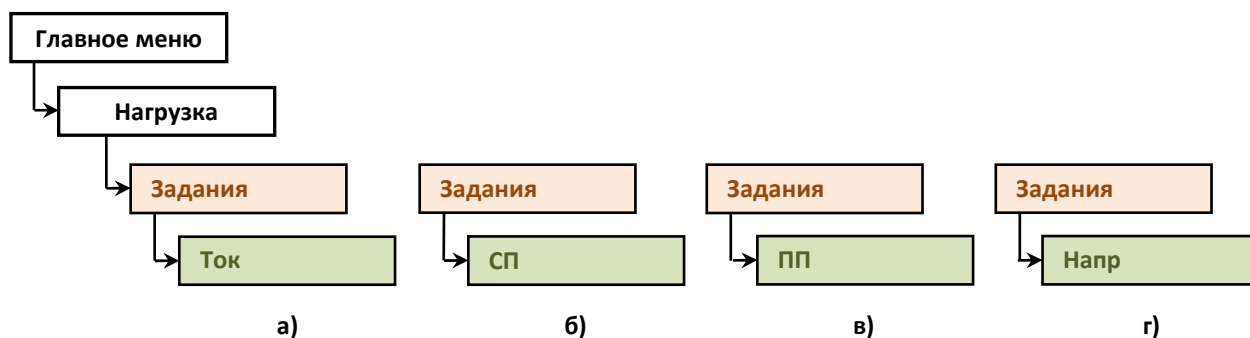 Главное меню
Нагрузка
Задания Задания Задания Задания
Ток СП ПП Напр
а) б) в) г)